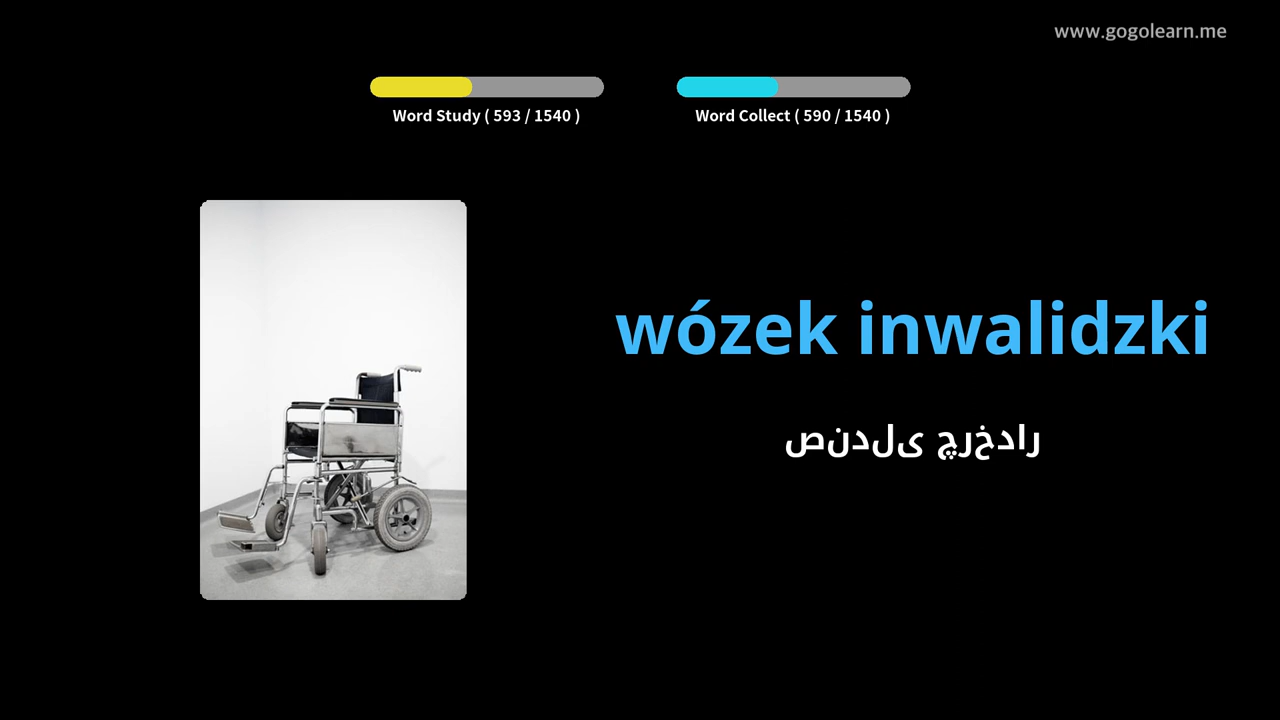 www.gogolearn.me
Word Study ( 593 / 1540 )
Word Collect ( 590 / 1540 )
wózek inwalidzki
صندلی چرخدار